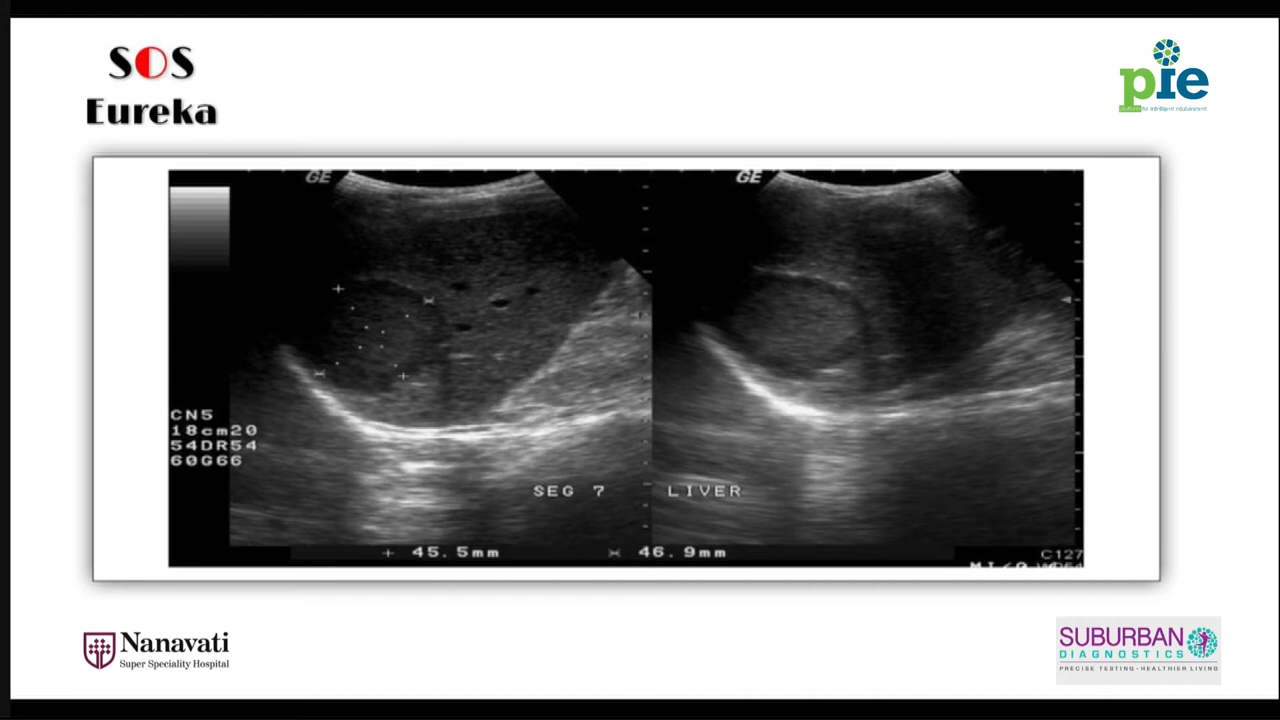 SOS
Eureka
pie
GE
GE
CN5
18cm20
54DR54
60G66
SEG 7
LIVER
45.5mm
46.9mm
C127
Nanavati
Super Speciality Hospital
SUBURBAN
DIAGNOSTICS
PRECISE TESTING • HEALTHIER LIVING